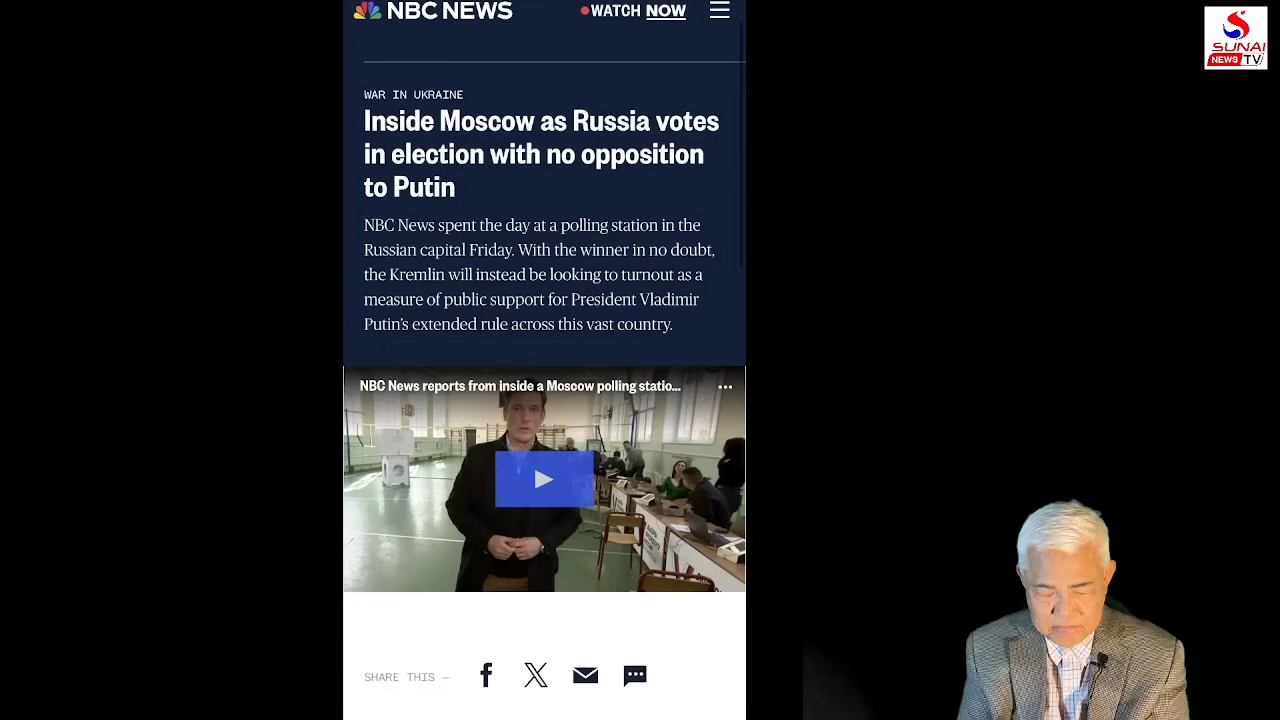 NBC NEWS
WATCH NOW
SUNAI
NEWS TV
WAR IN UKRAINE
Inside Moscow as Russia votes
in election with no opposition
to Putin
NBC News spent the day at a polling station in the
Russian capital Friday. With the winner in no doubt,
the Kremlin will instead be looking to turnout as a
measure of public support for President Vladimir
Putin's extended rule across this vast country.
NBC News reports from inside a Moscow polling statio...
SHARE THIS —